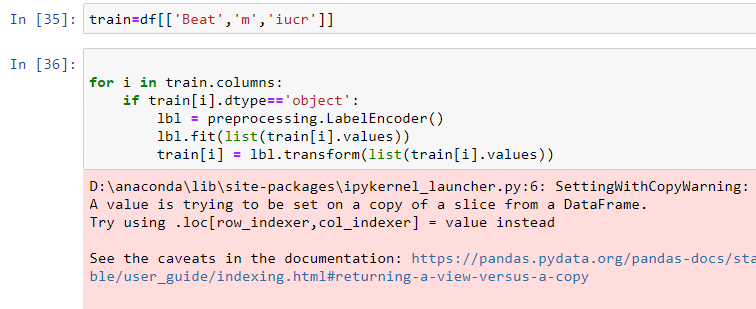 In [35]: train=df[['Beat','m','iucr']]
In [36]:
for i in train.columns:
    if train[i].dtype=='object':
        lbl = preprocessing.LabelEncoder()
        lbl.fit(list(train[i].values))
        train[i] = lbl.transform(list(train[i].values))
D:\anaconda\lib\site-packages\ipykernel_launcher.py:6: SettingWithCopyWarning:
A value is trying to be set on a copy of a slice from a DataFrame.
Try using .loc[row_indexer,col_indexer] = value instead
See the caveats in the documentation: https://pandas.pydata.org/pandas-docs/sta
ble/user_guide/indexing.html#returning-a-view-versus-a-copy